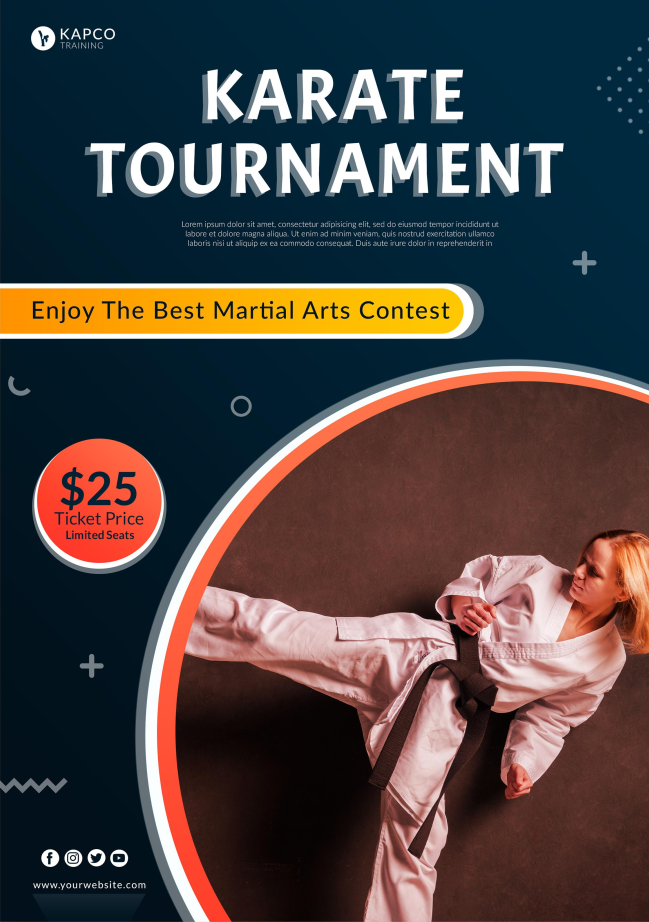 KAPCO
TRAINING
KARATE
TOURNAMENT
Lorem ipsum dolor sit amet, consectetur adipisicing elit, sed do eiusmod tempor incididunt ut
labore et dolore magna aliqua. Ut enim ad minim veniam, quis nostrud exercitation ullamco
laboris nisi ut aliquip ex ea commodo consequat. Duis aute irure dolor in reprehenderit in
Enjoy The Best Martial Arts Contest
$25
Ticket Price
Limited Seats
www.yourwebsite.com